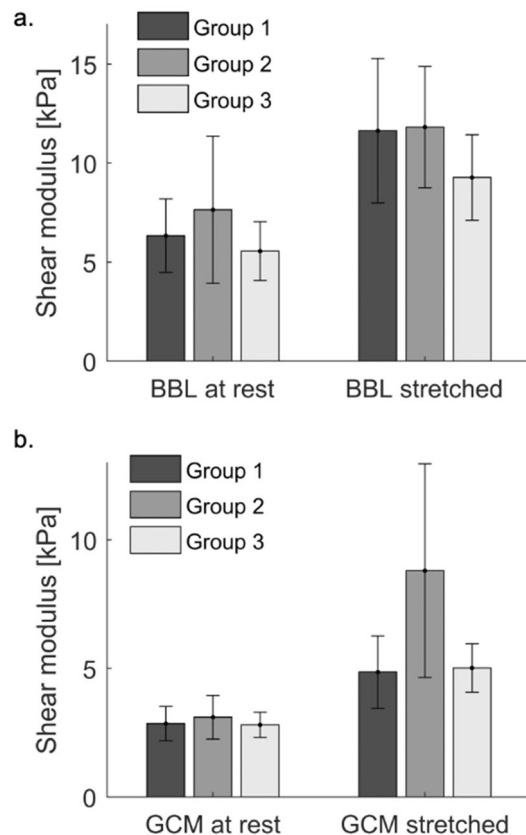 a.
Group 1
Group 2
Group 3
Shear modulus [kPa]
15
10
5
0
BBL at rest
BBL stretched
b.
Group 1
Group 2
Group 3
Shear modulus [kPa]
10
5
0
GCM at rest
GCM stretched